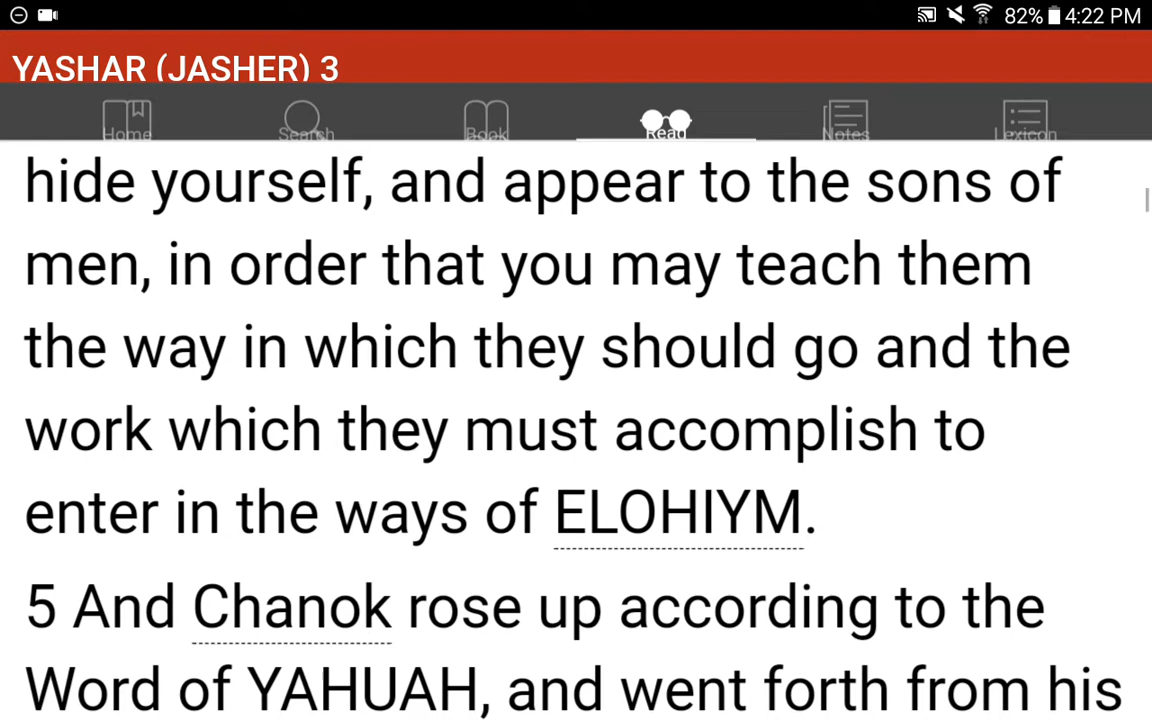 82% 4:22 PM
YASHAR (JASHER) 3
Home Search Book Read Notes Lexicon
hide yourself, and appear to the sons of
men, in order that you may teach them
the way in which they should go and the
work which they must accomplish to
enter in the ways of ELOHIYM.
5 And Chanok rose up according to the
Word of YAHUAH, and went forth from his